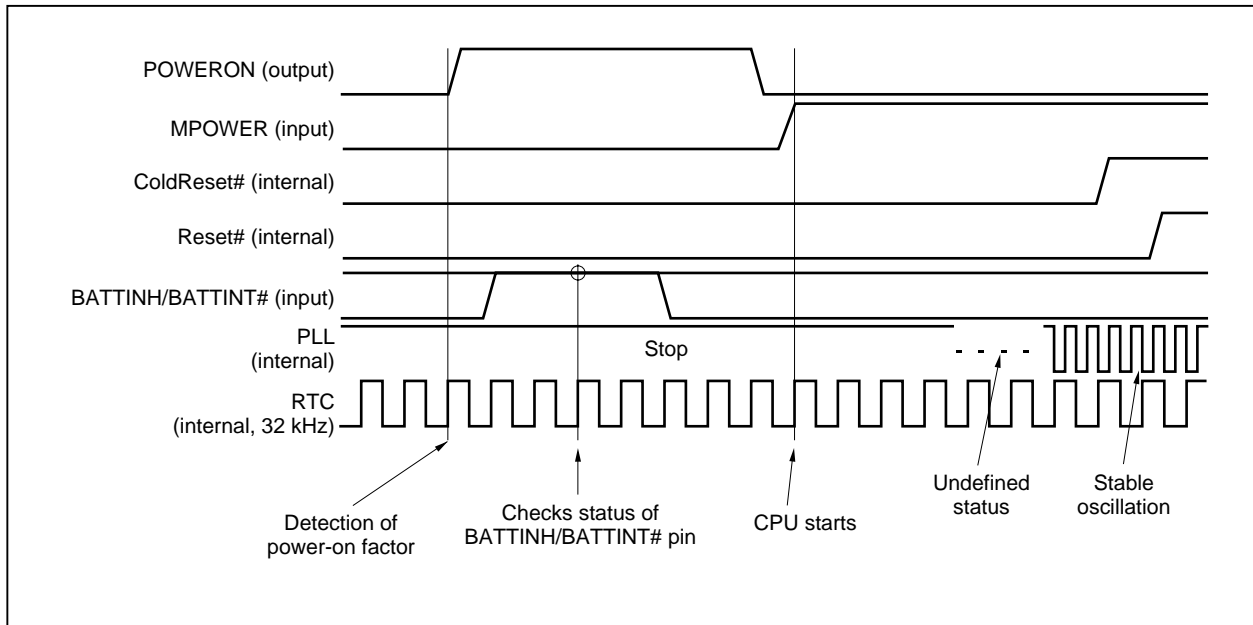 POWERON (output)
MPOWER (input)
ColdReset# (internal)
Reset# (internal)
BATTINH/BATTINT# (input)
PLL
(internal)
Stop
RTC
(internal, 32 kHz)
Detection of
power-on factor
Checks status of
BATTINH/BATTINT# pin
CPU starts
Undefined
status
Stable
oscillation